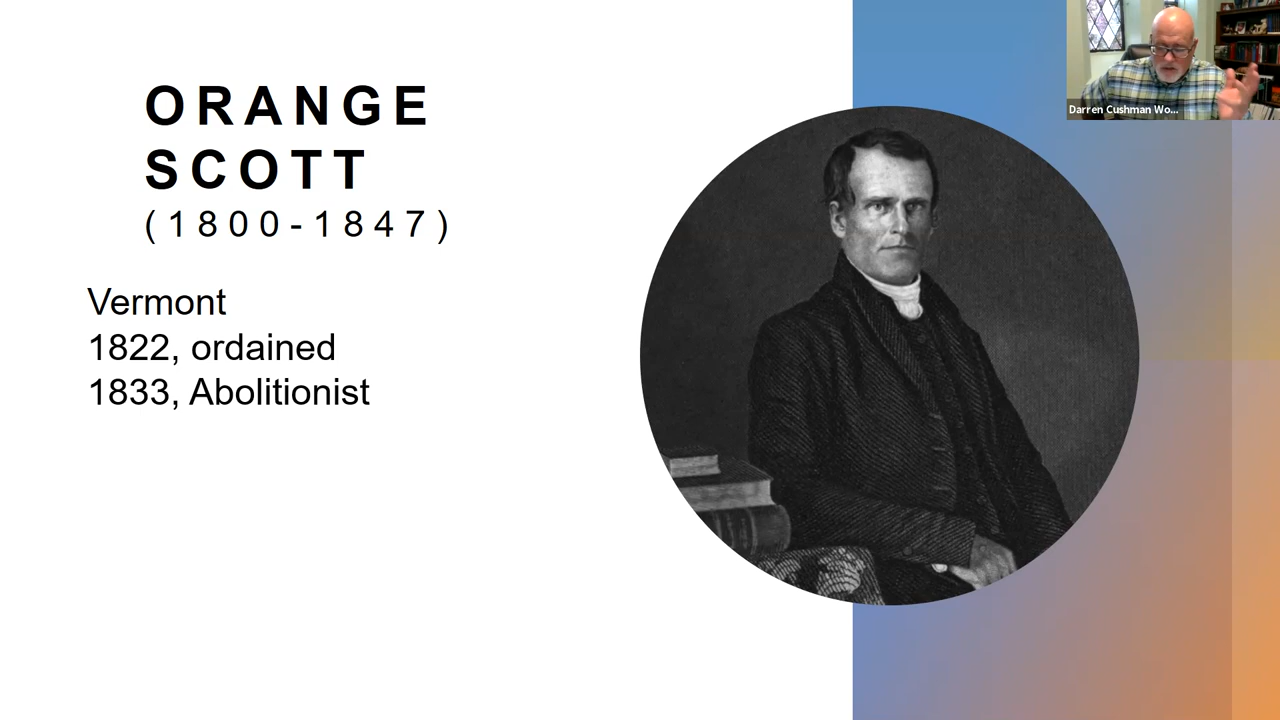 ORANGE
SCOTT
(1800-1847)
Vermont
1822, ordained
1833, Abolitionist
Darren Cushman Wo...